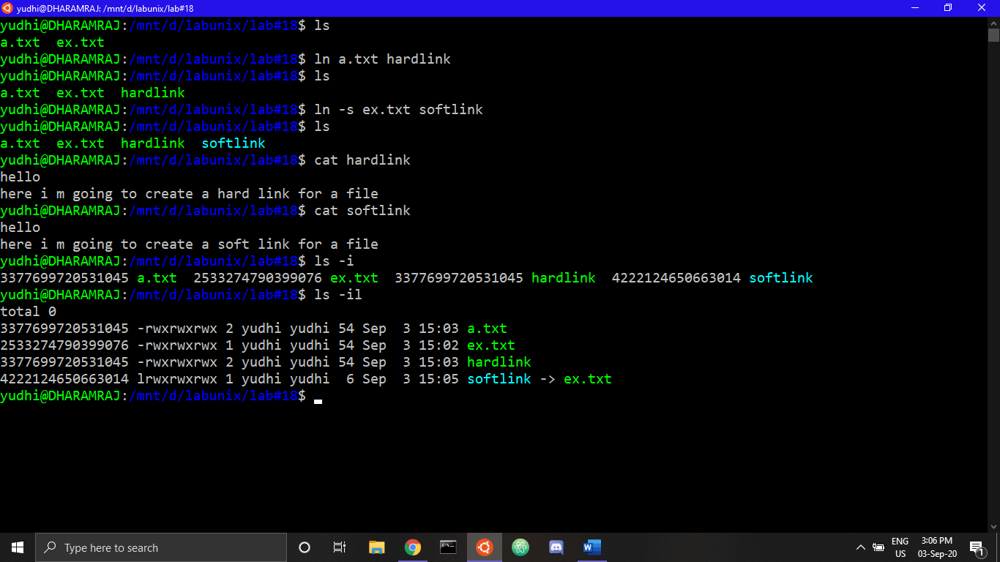 yudhi@DHARAMRAJ: /mnt/d/labunix/lab#18
yudhi@DHARAMRAJ:/mnt/d/labunix/lab#18$ ls
a.txt  ex.txt
yudhi@DHARAMRAJ:/mnt/d/labunix/lab#18$ ln a.txt hardlink
yudhi@DHARAMRAJ:/mnt/d/labunix/lab#18$ ls
a.txt  ex.txt  hardlink
yudhi@DHARAMRAJ:/mnt/d/labunix/lab#18$ ln -s ex.txt softlink
yudhi@DHARAMRAJ:/mnt/d/labunix/lab#18$ ls
a.txt  ex.txt  hardlink  softlink
yudhi@DHARAMRAJ:/mnt/d/labunix/lab#18$ cat hardlink
hello
here i m going to create a hard link for a file
yudhi@DHARAMRAJ:/mnt/d/labunix/lab#18$ cat softlink
hello
here i m going to create a soft link for a file
yudhi@DHARAMRAJ:/mnt/d/labunix/lab#18$ ls -i
3377699720531045 a.txt  2533274790399076 ex.txt  3377699720531045 hardlink  4222124650663014 softlink
yudhi@DHARAMRAJ:/mnt/d/labunix/lab#18$ ls -il
total 0
3377699720531045 -rwxrwxrwx 2 yudhi yudhi 54 Sep  3 15:03 a.txt
2533274790399076 -rwxrwxrwx 1 yudhi yudhi 54 Sep  3 15:02 ex.txt
3377699720531045 -rwxrwxrwx 2 yudhi yudhi 54 Sep  3 15:03 hardlink
4222124650663014 lrwxrwxrwx 1 yudhi yudhi  6 Sep  3 15:05 softlink -> ex.txt
yudhi@DHARAMRAJ:/mnt/d/labunix/lab#18$
Type here to search
ENG
US
3:06 PM
03-Sep-20
1